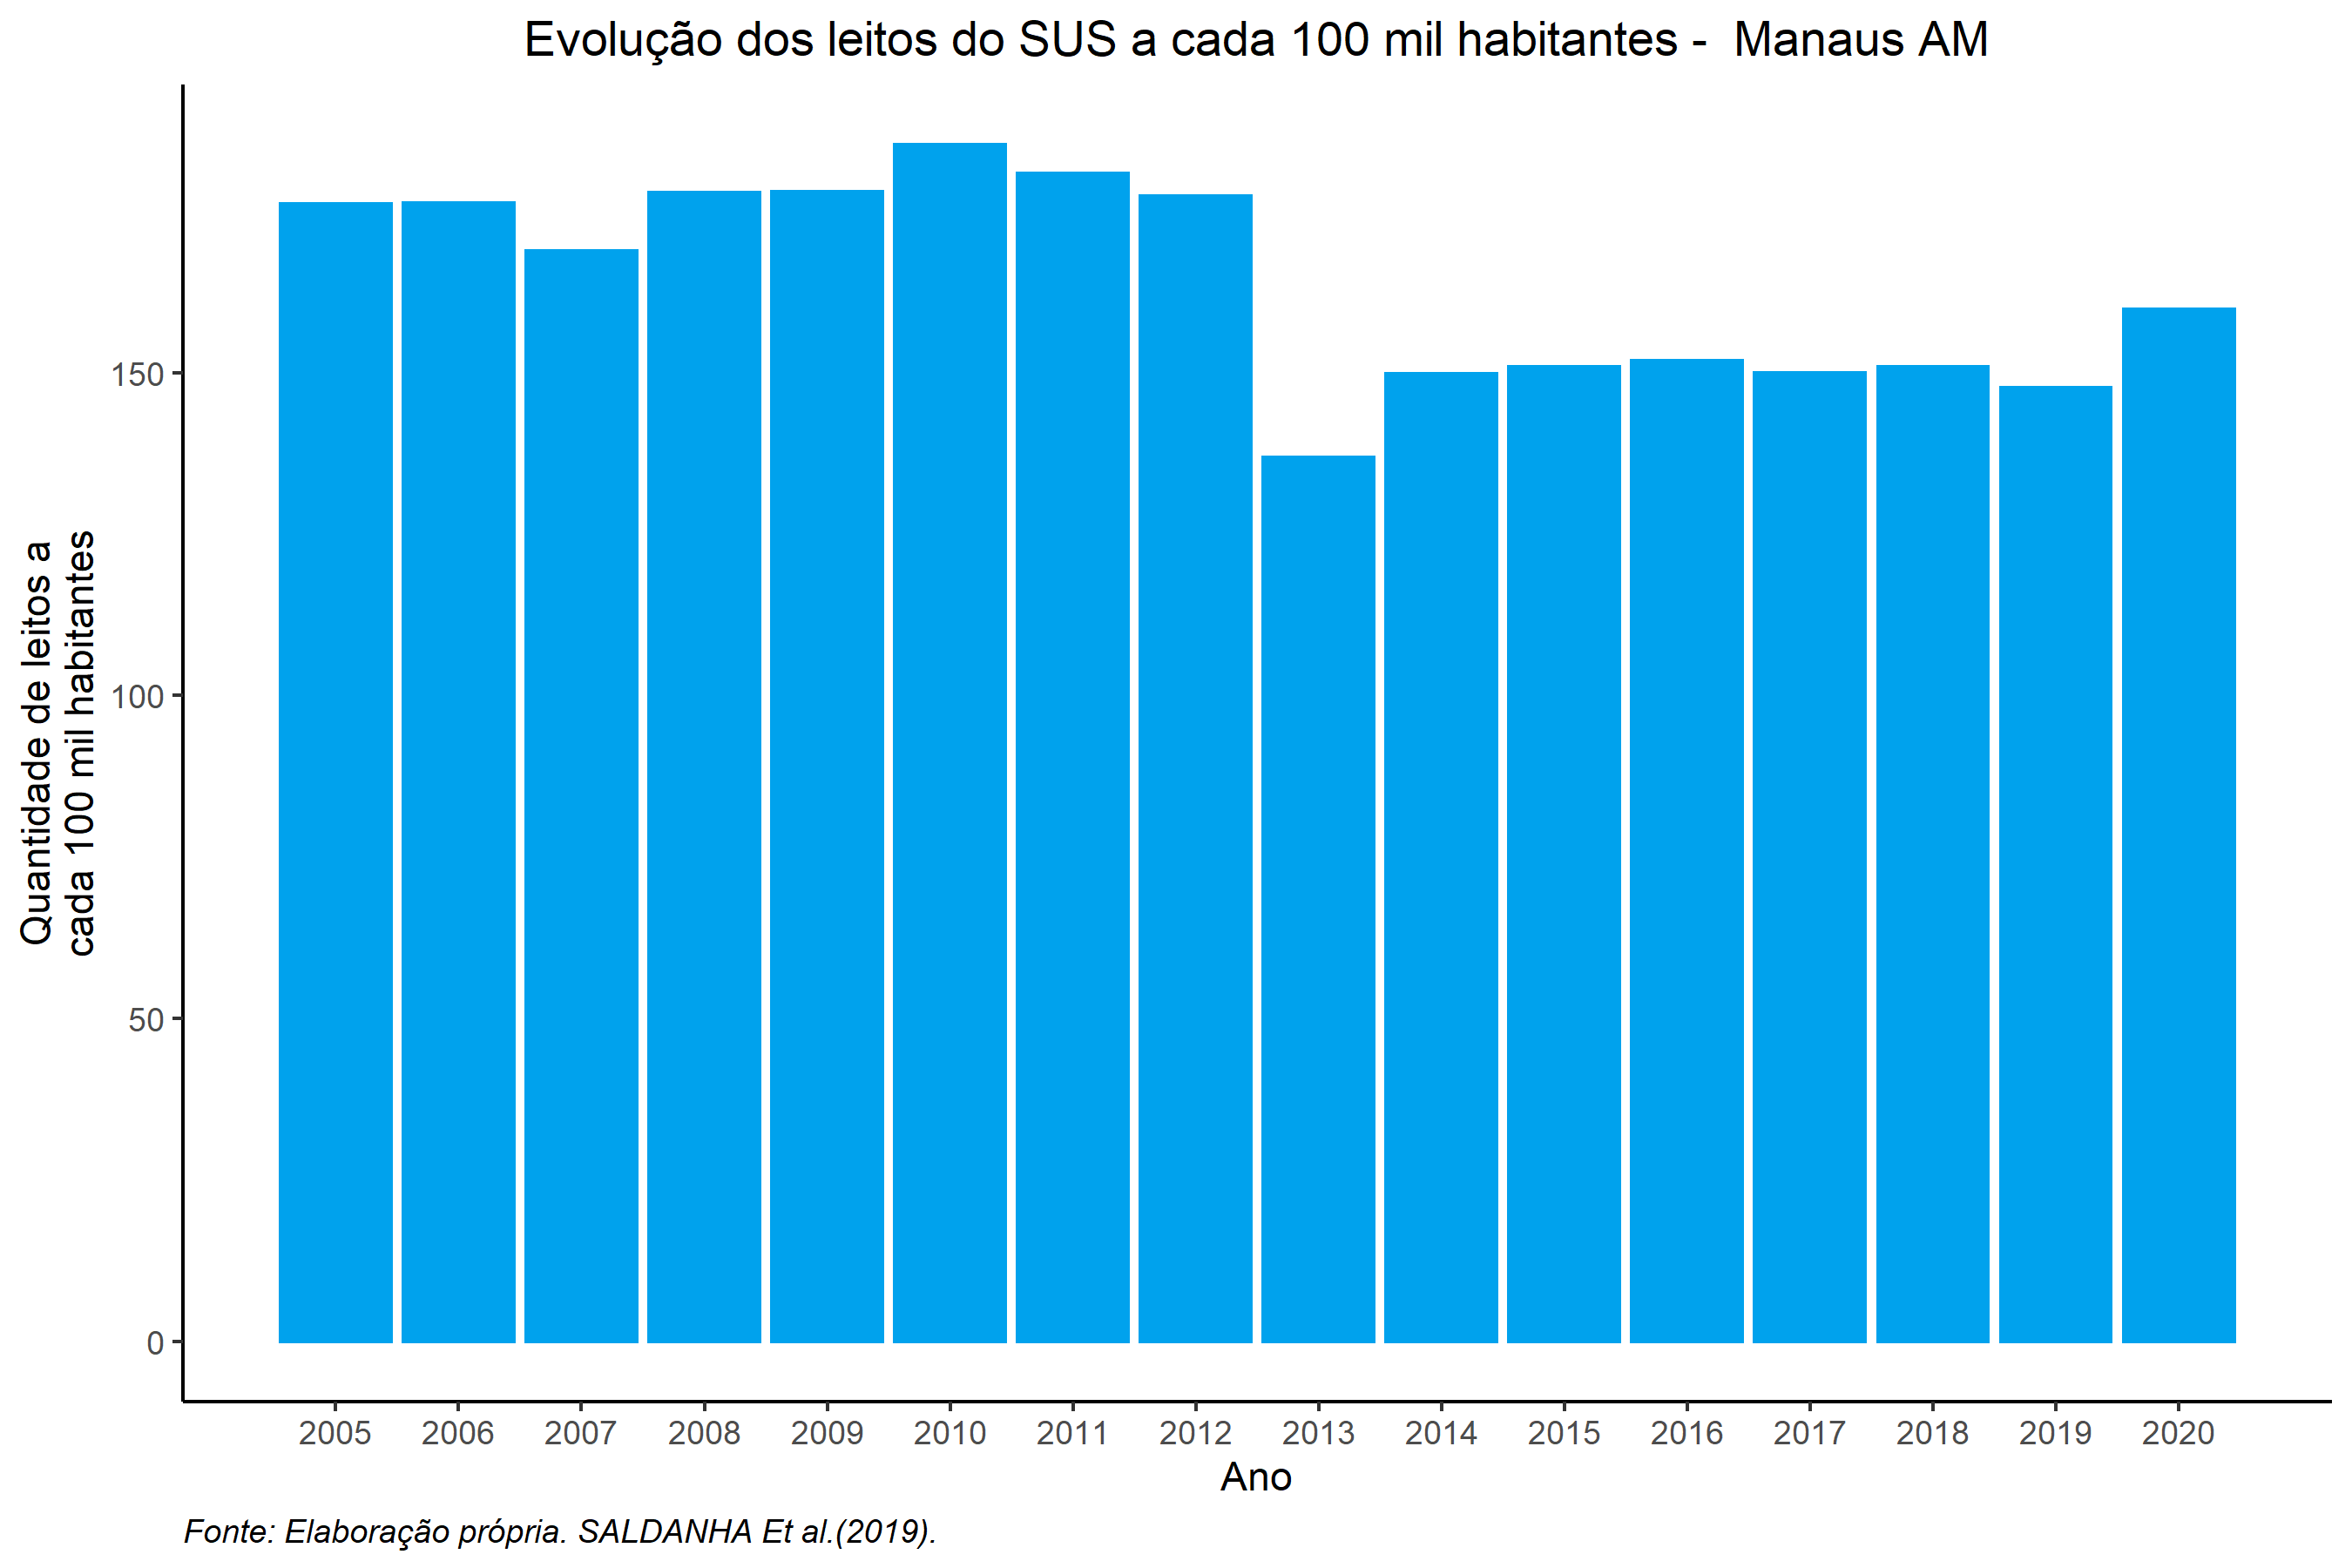 Evolução dos leitos do SUS a cada 100 mil habitantes -  Manaus AM
Quantidade de leitos a
cada 100 mil habitantes
150
100
50
0
2005 2006 2007 2008 2009 2010 2011 2012 2013 2014 2015 2016 2017 2018 2019 2020
Ano
Fonte: Elaboração própria. SALDANHA Et al.(2019).